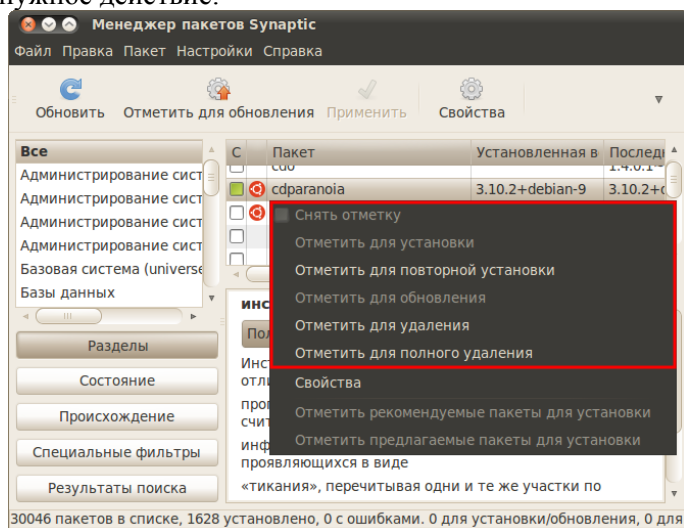 нужное действие:
Менеджер пакетов Synaptic
Файл Правка Пакет Настройки Справка
Обновить Отметить для обновления Применить Свойства
Все
Администрирование сист
Администрирование сист
Администрирование сист
Администрирование сист
Базовая система (universe
Базы данных
Разделы
Состояние
Происхождение
Специальные фильтры
Результаты поиска
С Пакет Установленная в Последн
cdo 1.4.0.1~
cdparanoia 3.10.2+debian-9 3.10.2+d
Снять отметку
Отметить для установки
Отметить для повторной установки
Отметить для обновления
Отметить для удаления
Отметить для полного удаления
Свойства
Отметить рекомендуемые пакеты для установки
Отметить предлагаемые пакеты для установки
инс
Пол
Инс
отли
прог
счит
инф
проявляющихся в виде
«тикания», перечитывая одни и те же участки по
30046 пакетов в списке, 1628 установлено, 0 с ошибками. 0 для установки/обновления, 0 для